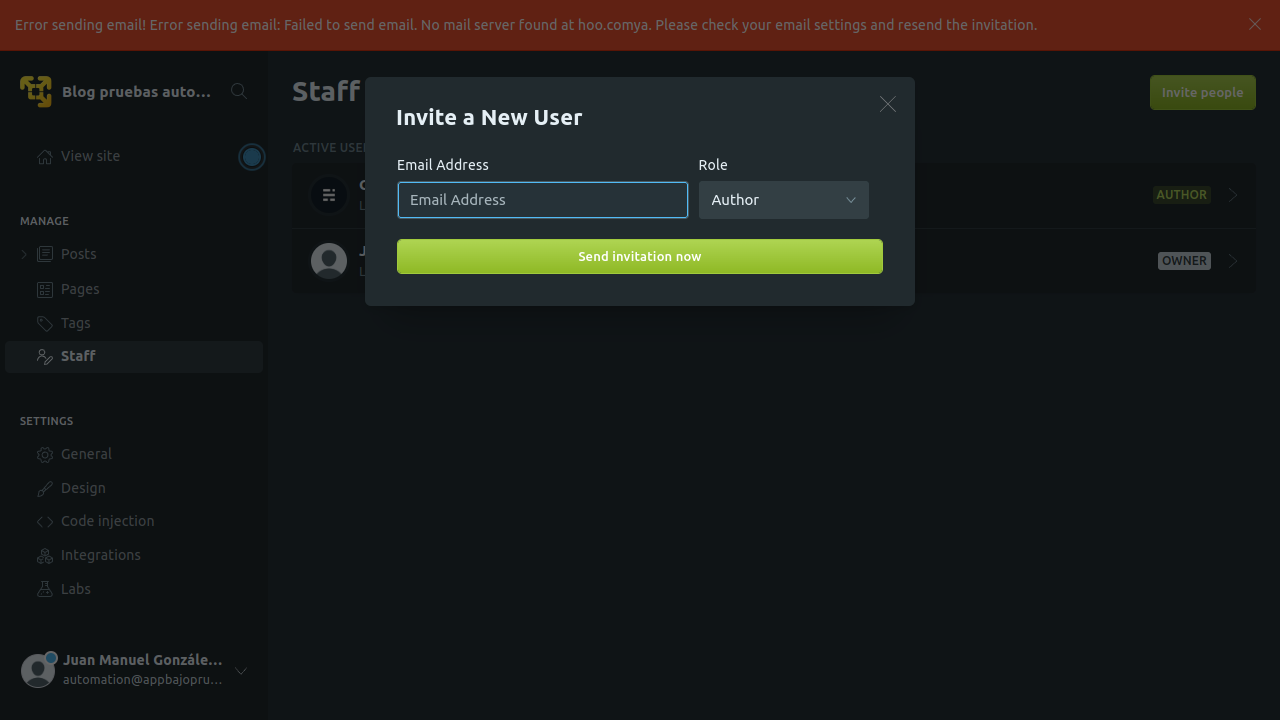 Error sending email! Error sending email: Failed to send email. No mail server found at hoo.comya. Please check your email settings and resend the invitation.
Blog pruebas auto...
View site
MANAGE
Posts
Pages
Tags
Staff
SETTINGS
General
Design
Code injection
Integrations
Labs
Juan Manuel Gonzále...
automation@appbajopru...
Staff
Invite people
AUTHOR
OWNER
Invite a New User
Email Address
Role
Email Address
Author
Send invitation now